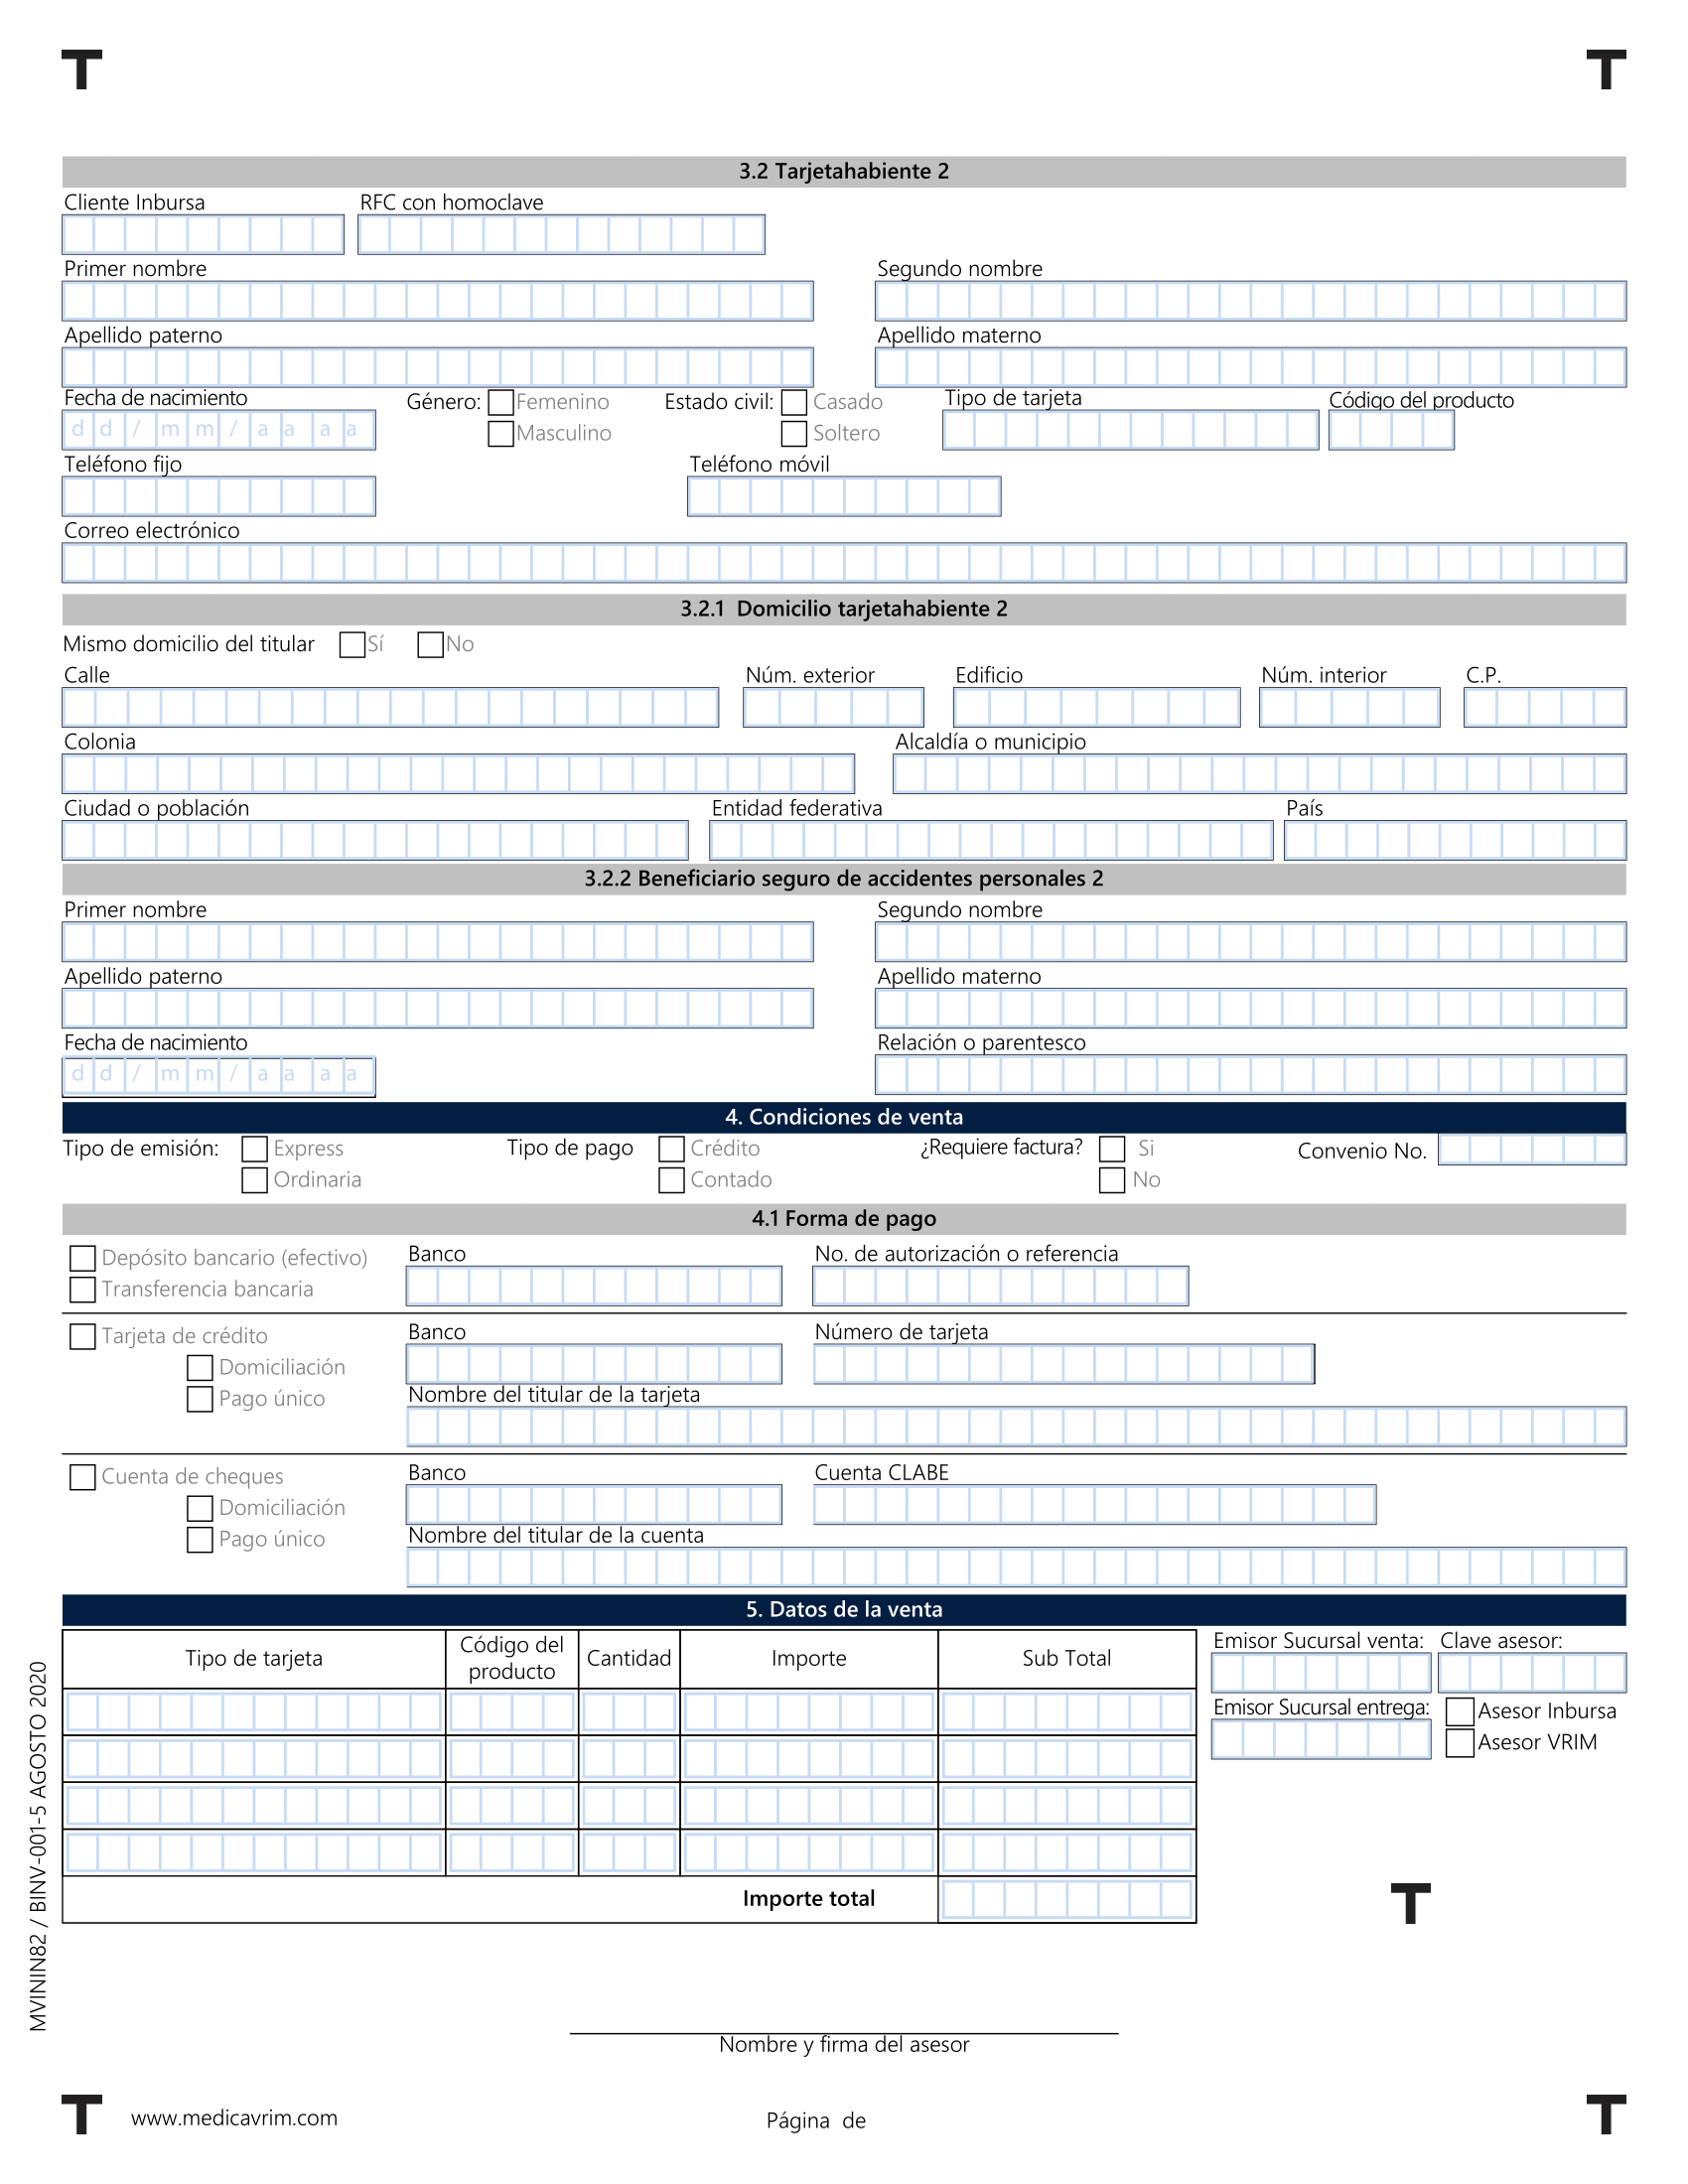 3.2 Tarjetahabiente 2
Cliente Inbursa RFC con homoclave
Primer nombre Segundo nombre
Apellido paterno Apellido materno
Fecha de nacimiento Género: Femenino Estado civil: Casado Tipo de tarjeta Código del producto
dd/mm/aaaa Masculino Soltero
Teléfono fijo Teléfono móvil
Correo electrónico
3.2.1 Domicilio tarjetahabiente 2
Mismo domicilio del titular Sí No
Calle Núm. exterior Edificio Núm. interior C.P.
Colonia Alcaldía o municipio
Ciudad o población Entidad federativa País
3.2.2 Beneficiario seguro de accidentes personales 2
Primer nombre Segundo nombre
Apellido paterno Apellido materno
Fecha de nacimiento Relación o parentesco
dd/mm/aaaa
4. Condiciones de venta
Tipo de emisión: Express Tipo de pago Crédito ¿Requiere factura? Si Convenio No.
Ordinaria Contado No
4.1 Forma de pago
Depósito bancario (efectivo) Banco No. de autorización o referencia
Transferencia bancaria
Tarjeta de crédito Banco Número de tarjeta
Domiciliación
Pago único Nombre del titular de la tarjeta
Cuenta de cheques Banco Cuenta CLABE
Domiciliación
Pago único Nombre del titular de la cuenta
5. Datos de la venta
Tipo de tarjeta Código del producto Cantidad Importe Sub Total
Emisor Sucursal venta: Clave asesor:
Emisor Sucursal entrega: Asesor Inbursa
Asesor VRIM
Importe total
MVININ82 / BINV-001-5 AGOSTO 2020
Nombre y firma del asesor
www.medicavrim.com Página de